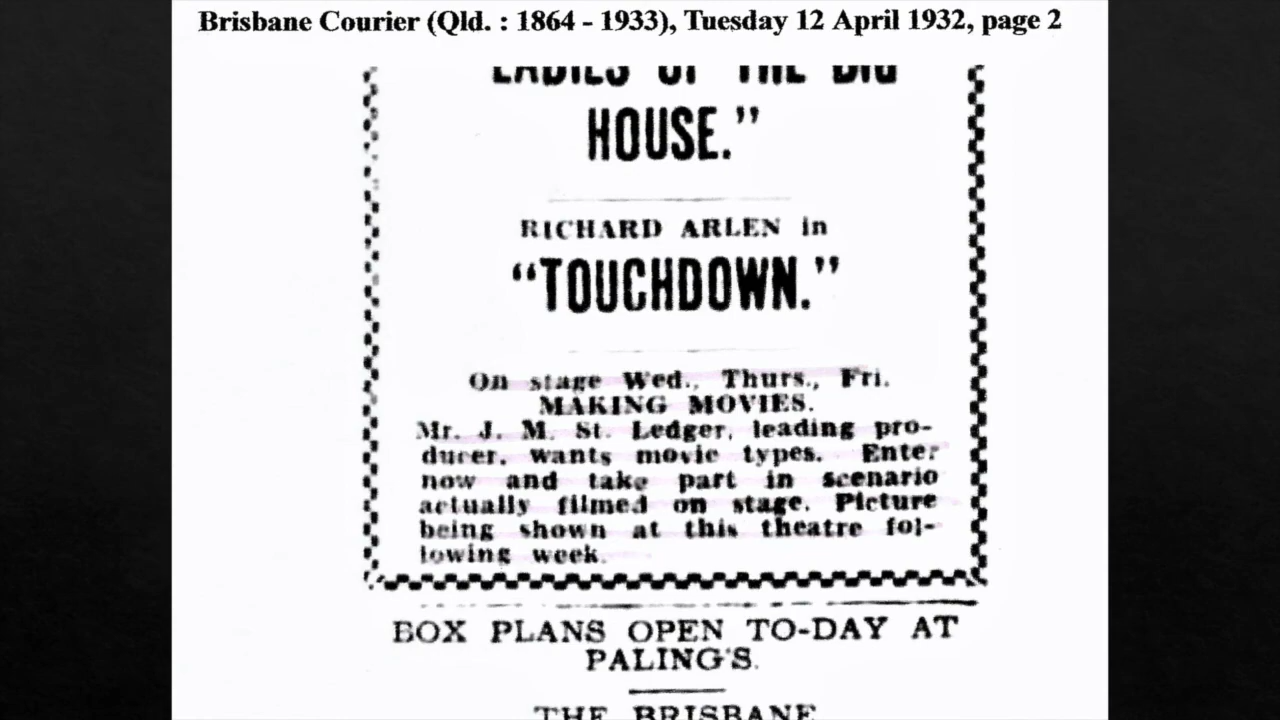 Brisbane Courier (Qld. : 1864 - 1933), Tuesday 12 April 1932, page 2
LADIES OF THE BIG
HOUSE."
RICHARD ARLEN in
"TOUCHDOWN."
On stage Wed., Thurs., Fri.
MAKING MOVIES.
Mr. J. M. St. Ledger, leading pro-
ducer, wants movie types. Enter
now and take part in scenario
actually filmed on stage. Picture
being shown at this theatre fol-
lowing week.
BOX PLANS OPEN TO-DAY AT
PALING'S.
THE BRISBANE